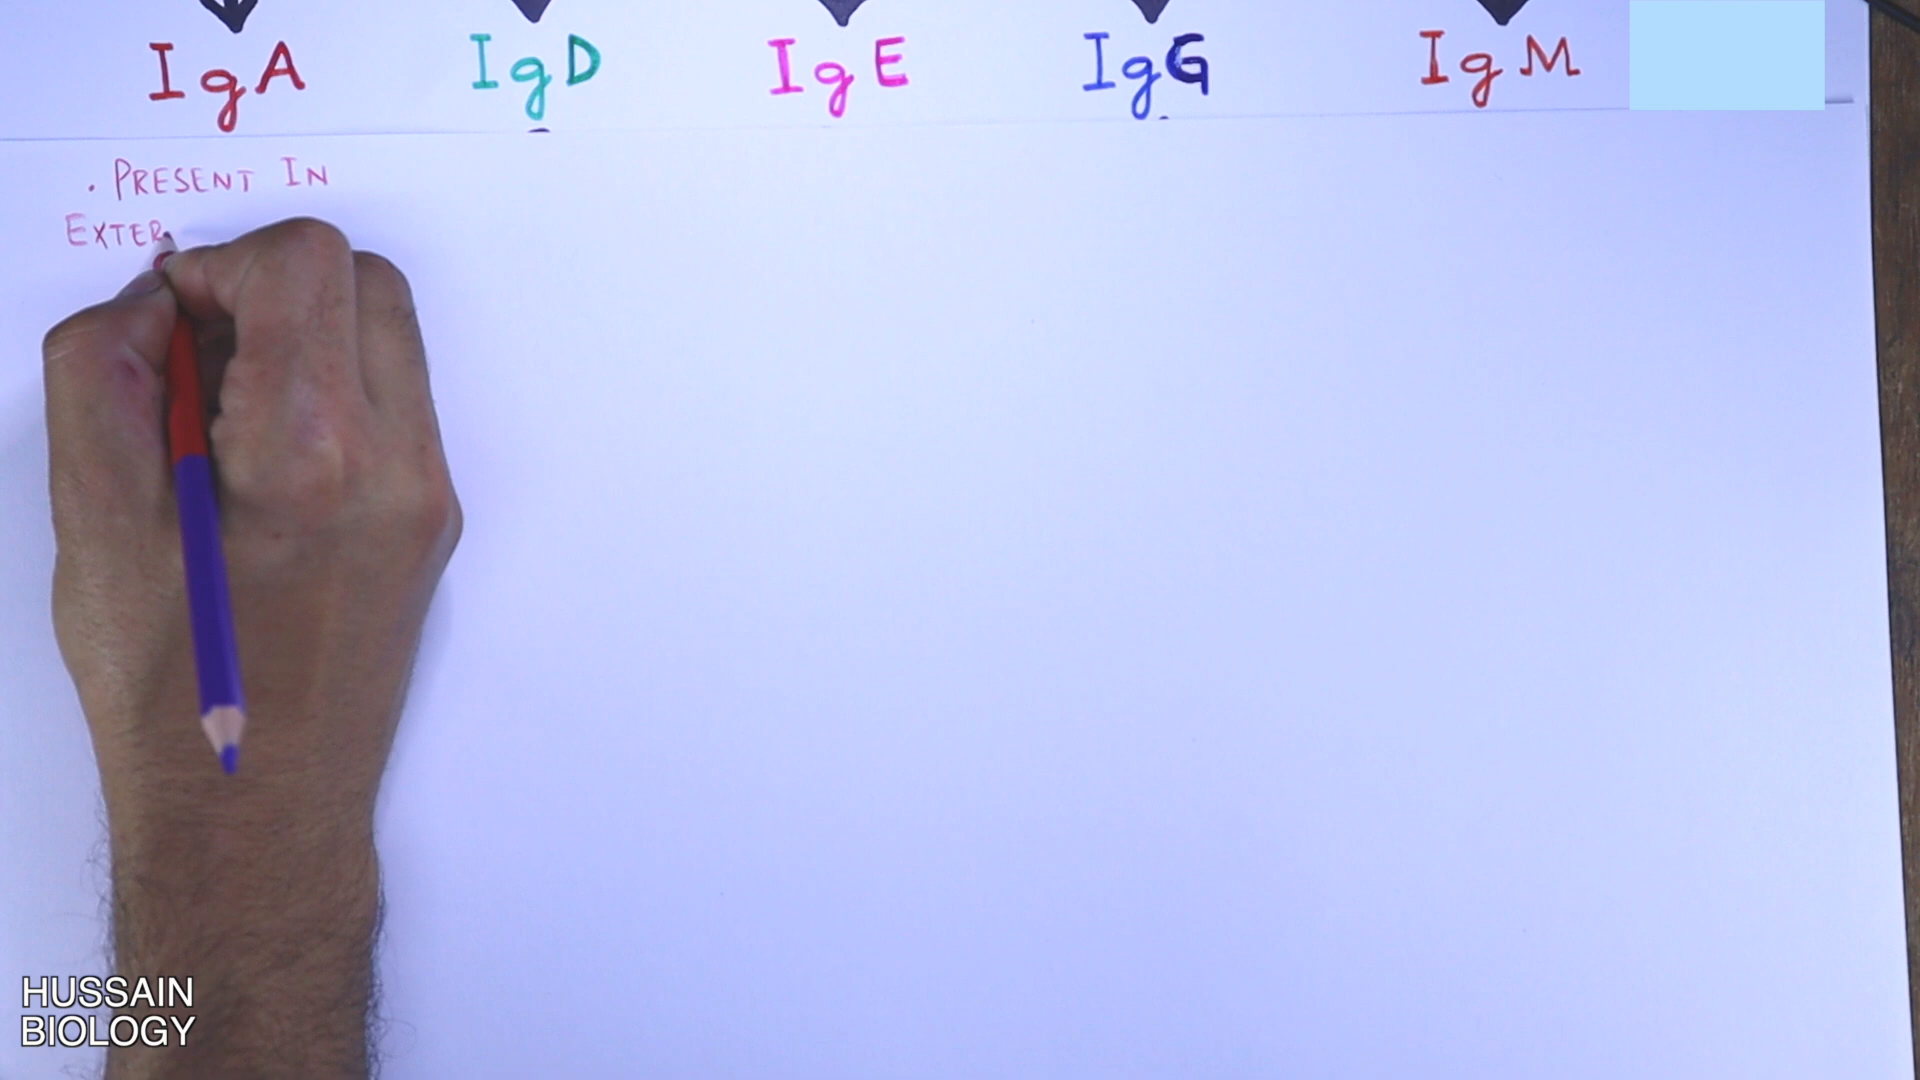 IgA IgD IgE IgG IgM
. PRESENT IN
EXTER
HUSSAIN
BIOLOGY